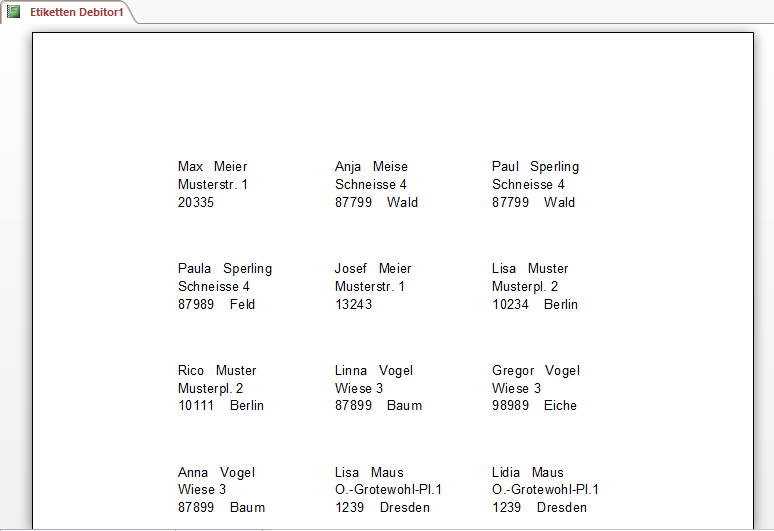 Etiketten Debitor1
Max Meier
Musterstr. 1
20335
Anja Meise
Schneisse 4
87799 Wald
Paul Sperling
Schneisse 4
87799 Wald
Paula Sperling
Schneisse 4
87989 Feld
Josef Meier
Musterstr. 1
13243
Lisa Muster
Musterpl. 2
10234 Berlin
Rico Muster
Musterpl. 2
10111 Berlin
Linna Vogel
Wiese 3
87899 Baum
Gregor Vogel
Wiese 3
98989 Eiche
Anna Vogel
Wiese 3
87899 Baum
Lisa Maus
O.-Grotewohl-Pl.1
1239 Dresden
Lidia Maus
O.-Grotewohl-Pl.1
1239 Dresden